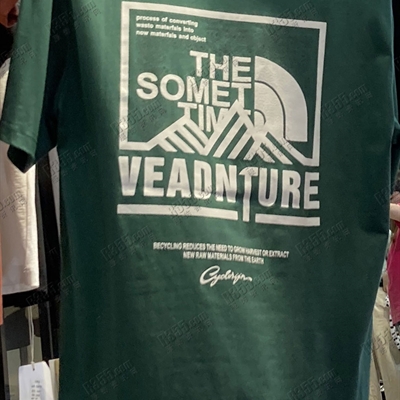 process of converting
waste materials into
new materials and object
THE
SOMET
TIM
VEADNTURE
RECYCLING REDUCES THE NEED TO GROW HARVEST OR EXTRACT
NEW RAW MATERIALS FROM THE EARTH